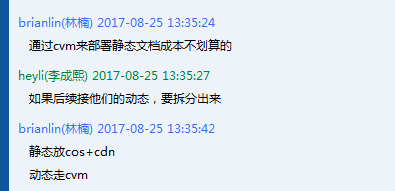 brianlin(林楠) 2017-08-25 13:35:24
通过cvm来部署静态文档成本不划算的
heyli(李成熙) 2017-08-25 13:35:27
如果后续接他们的动态，要拆分出来
brianlin(林楠) 2017-08-25 13:35:42
静态放cos+cdn
动态走cvm